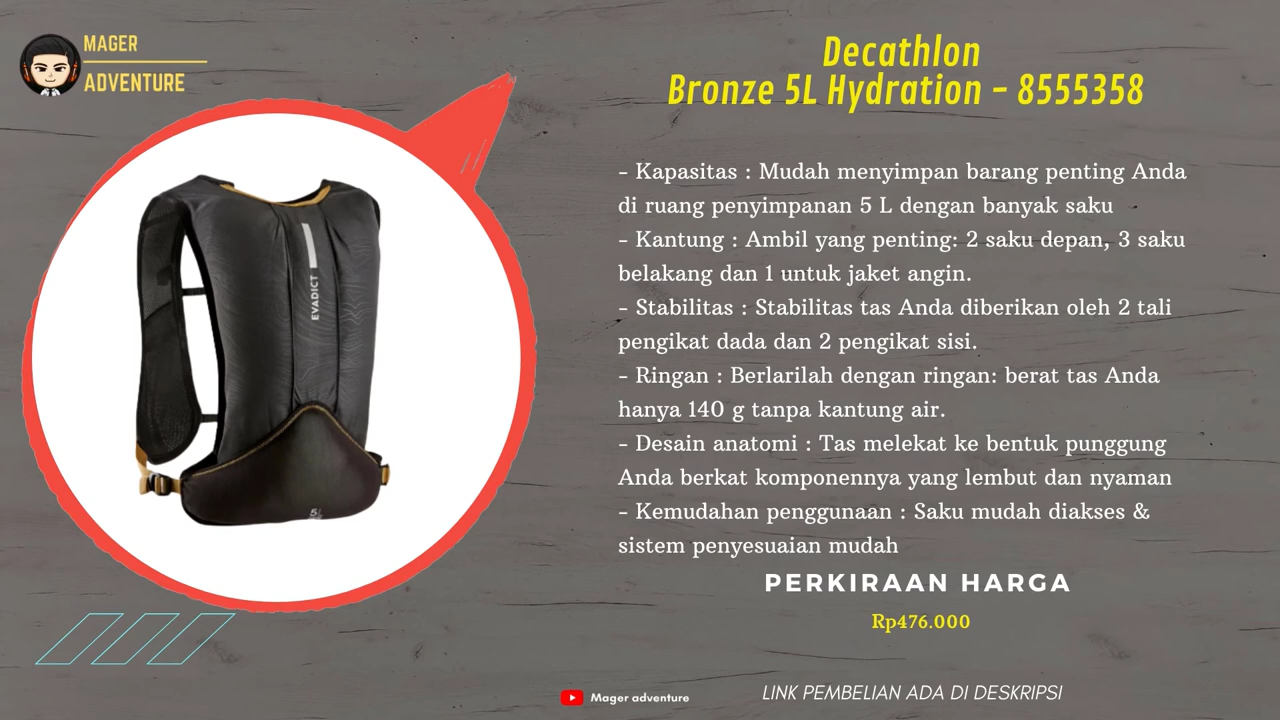 MAGER
ADVENTURE
Decathlon
Bronze 5L Hydration - 8555358
EVADICT
5L
- Kapasitas : Mudah menyimpan barang penting Anda
di ruang penyimpanan 5 L dengan banyak saku
- Kantung : Ambil yang penting: 2 saku depan, 3 saku
belakang dan 1 untuk jaket angin.
- Stabilitas : Stabilitas tas Anda diberikan oleh 2 tali
pengikat dada dan 2 pengikat sisi.
- Ringan : Berlarilah dengan ringan: berat tas Anda
hanya 140 g tanpa kantung air.
- Desain anatomi : Tas melekat ke bentuk punggung
Anda berkat komponennya yang lembut dan nyaman
- Kemudahan penggunaan : Saku mudah diakses &
sistem penyesuaian mudah
PERKIRAAN HARGA
Rp476.000
Mager adventure
LINK PEMBELIAN ADA DI DESKRIPSI